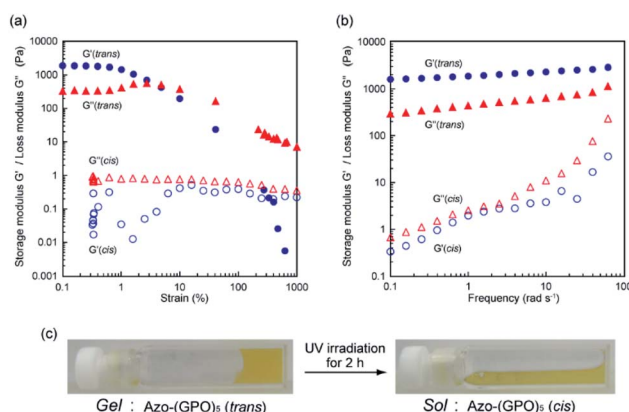 (a)
(b)
Storage modulus G' / Loss modulus G'' (Pa)
10000
1000
100
10
1
0.1
0.01
0.001
G'(trans)
G''(trans)
G''(cis)
G'(cis)
0.1 1 10 100 1000
Strain (%)
Storage modulus G' / Loss modulus G'' (Pa)
10000
1000
100
10
1
0.1
G'(trans)
G''(trans)
G''(cis)
G'(cis)
0.1 1 10 100
Frequency (rad s⁻¹)
(c)
UV irradiation
for 2 h
Gel : Azo-(GPO)₅ (trans)
Sol : Azo-(GPO)₅ (cis)